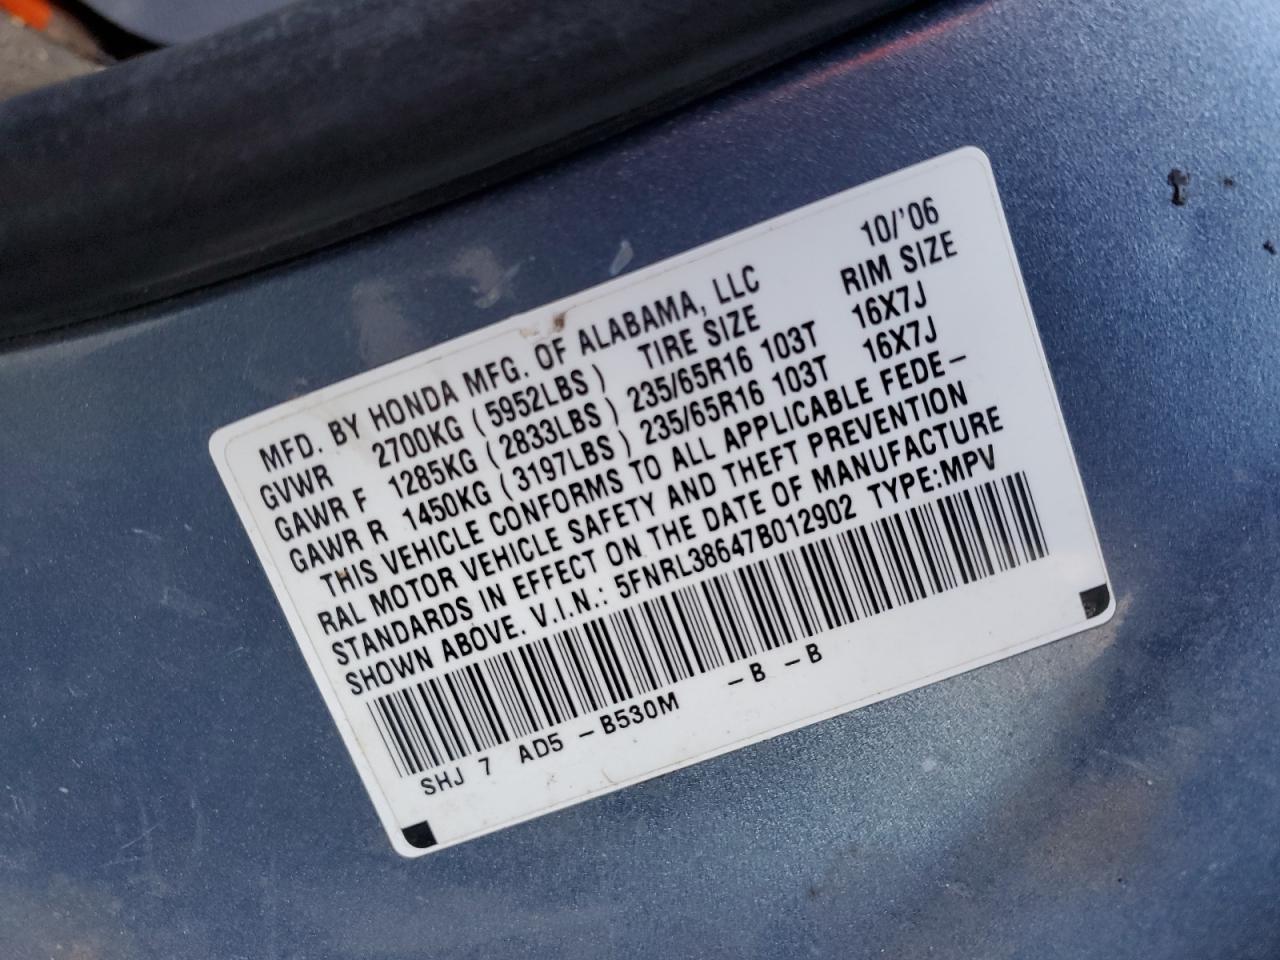 MFD. BY HONDA MFG. OF ALABAMA, LLC 10/'06
GVWR 2700KG (5952LBS) TIRE SIZE RIM SIZE
GAWR F 1285KG (2833LBS) 235/65R16 103T 16X7J
GAWR R 1450KG (3197LBS) 235/65R16 103T 16X7J
THIS VEHICLE CONFORMS TO ALL APPLICABLE FEDE-
RAL MOTOR VEHICLE SAFETY AND THEFT PREVENTION
STANDARDS IN EFFECT ON THE DATE OF MANUFACTURE
SHOWN ABOVE. V.I.N.: 5FNRL38647B012902 TYPE:MPV
SHJ 7 AD5 -B530M -B -B